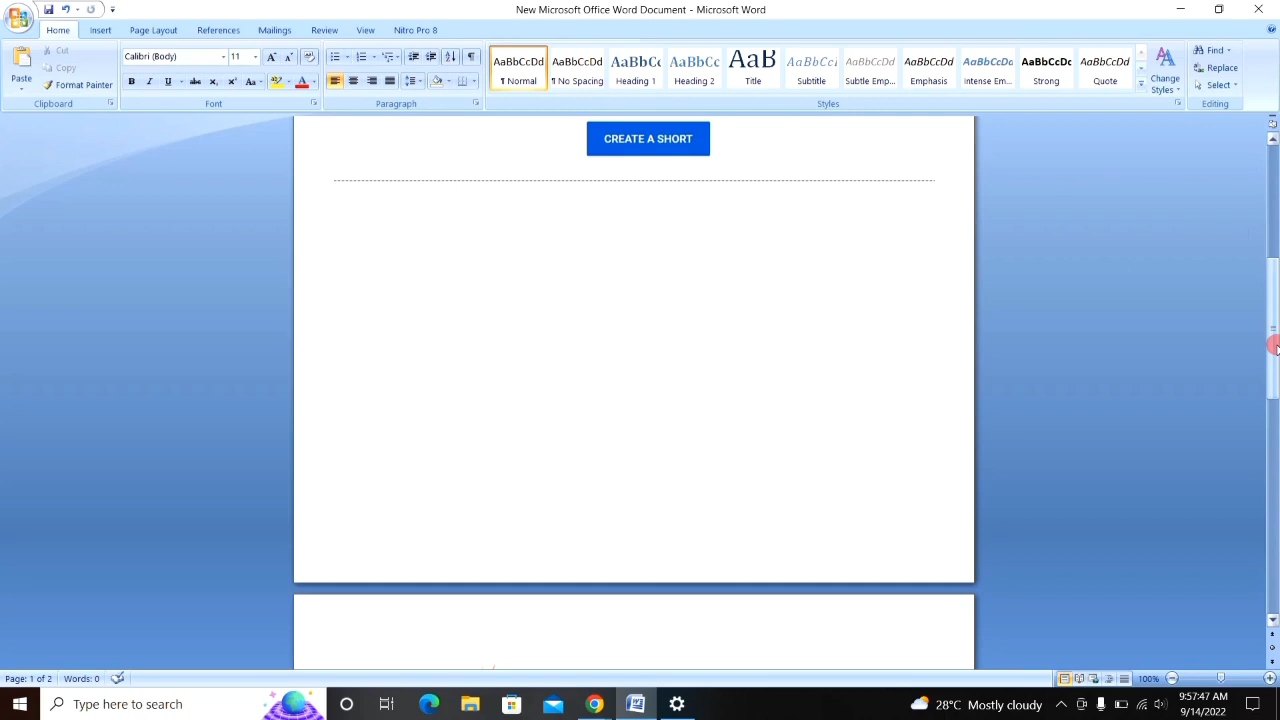 New Microsoft Office Word Document - Microsoft Word
Home Insert Page Layout References Mailings Review View Nitro Pro 8
Paste
Cut
Copy
Format Painter
Clipboard
Calibri (Body) 11
Font
Paragraph
AaBbCcDd AaBbCcDd AaBbCc AaBbCc AaB AaBbCcI AaBbCcDd AaBbCcDd AaBbCcDd AaBbCcDc AaBbCcDd
¶ Normal ¶ No Spacing Heading 1 Heading 2 Title Subtitle Subtle Emp... Emphasis Intense Em... Strong Quote
Change
Styles
Styles
Find
Replace
Select
Editing
CREATE A SHORT
Page: 1 of 2 Words: 0 100%
Type here to search
28°C Mostly cloudy
9:57:47 AM
9/14/2022